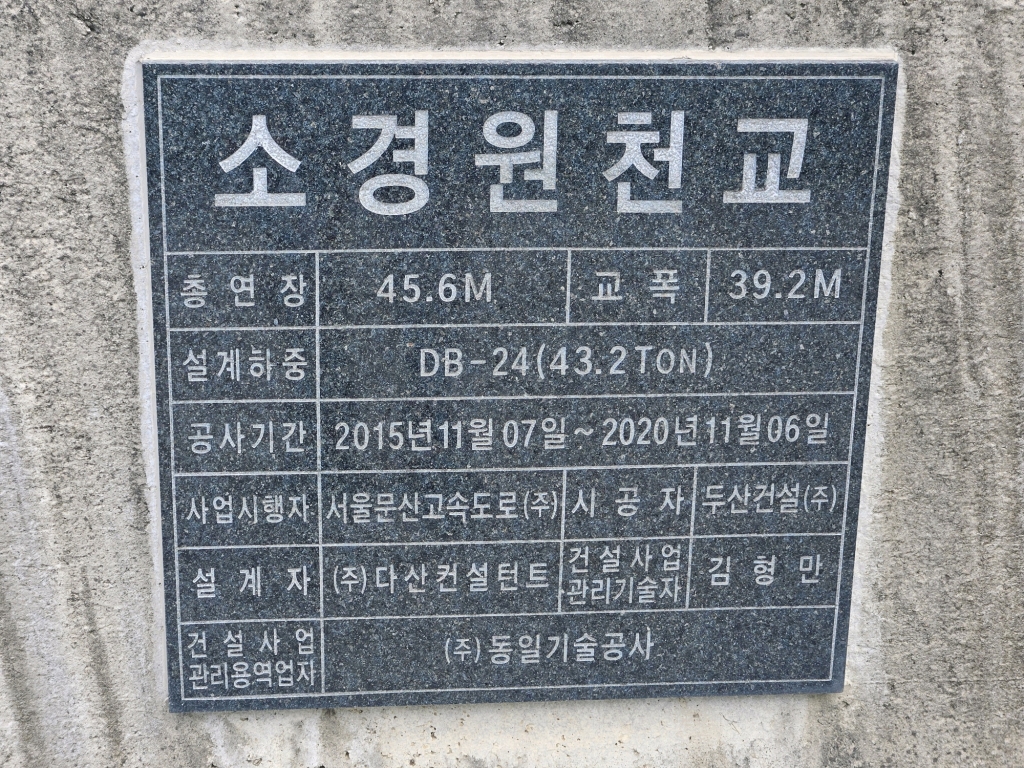 소경원천교
총연장 45.6M 교폭 39.2M
설계하중 DB-24(43.2TON)
공사기간 2015년11월07일~2020년11월06일
사업시행자 서울문산고속도로(주) 시공자 두산건설(주)
설계자 (주)다산컨설턴트 건설사업관리기술자 김형만
건설사업관리용역업자 (주)동일기술공사